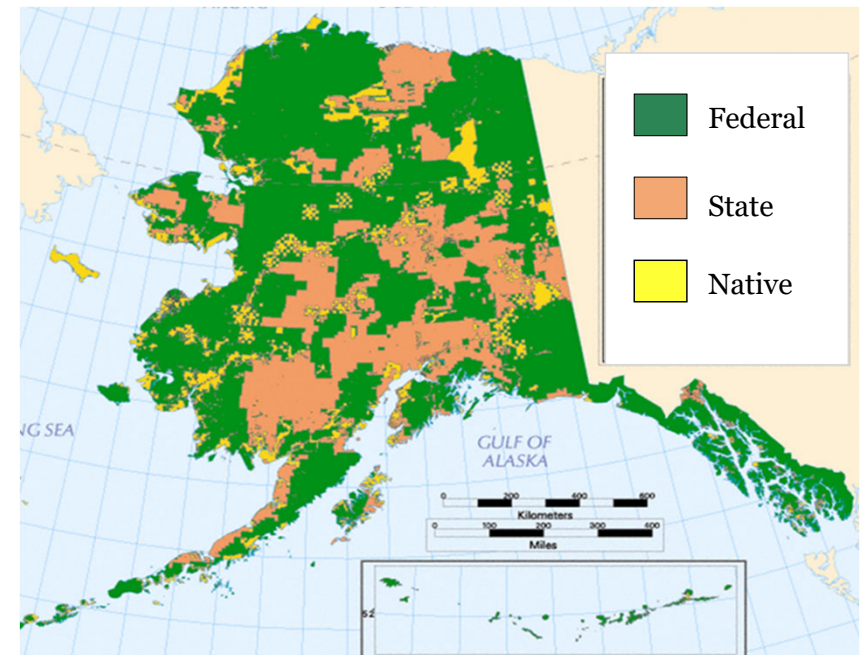 Federal
State
Native
NG SEA
GULF OF
ALASKA
0 200 400 600
Kilometers
0 100 200 300 400
Miles
52